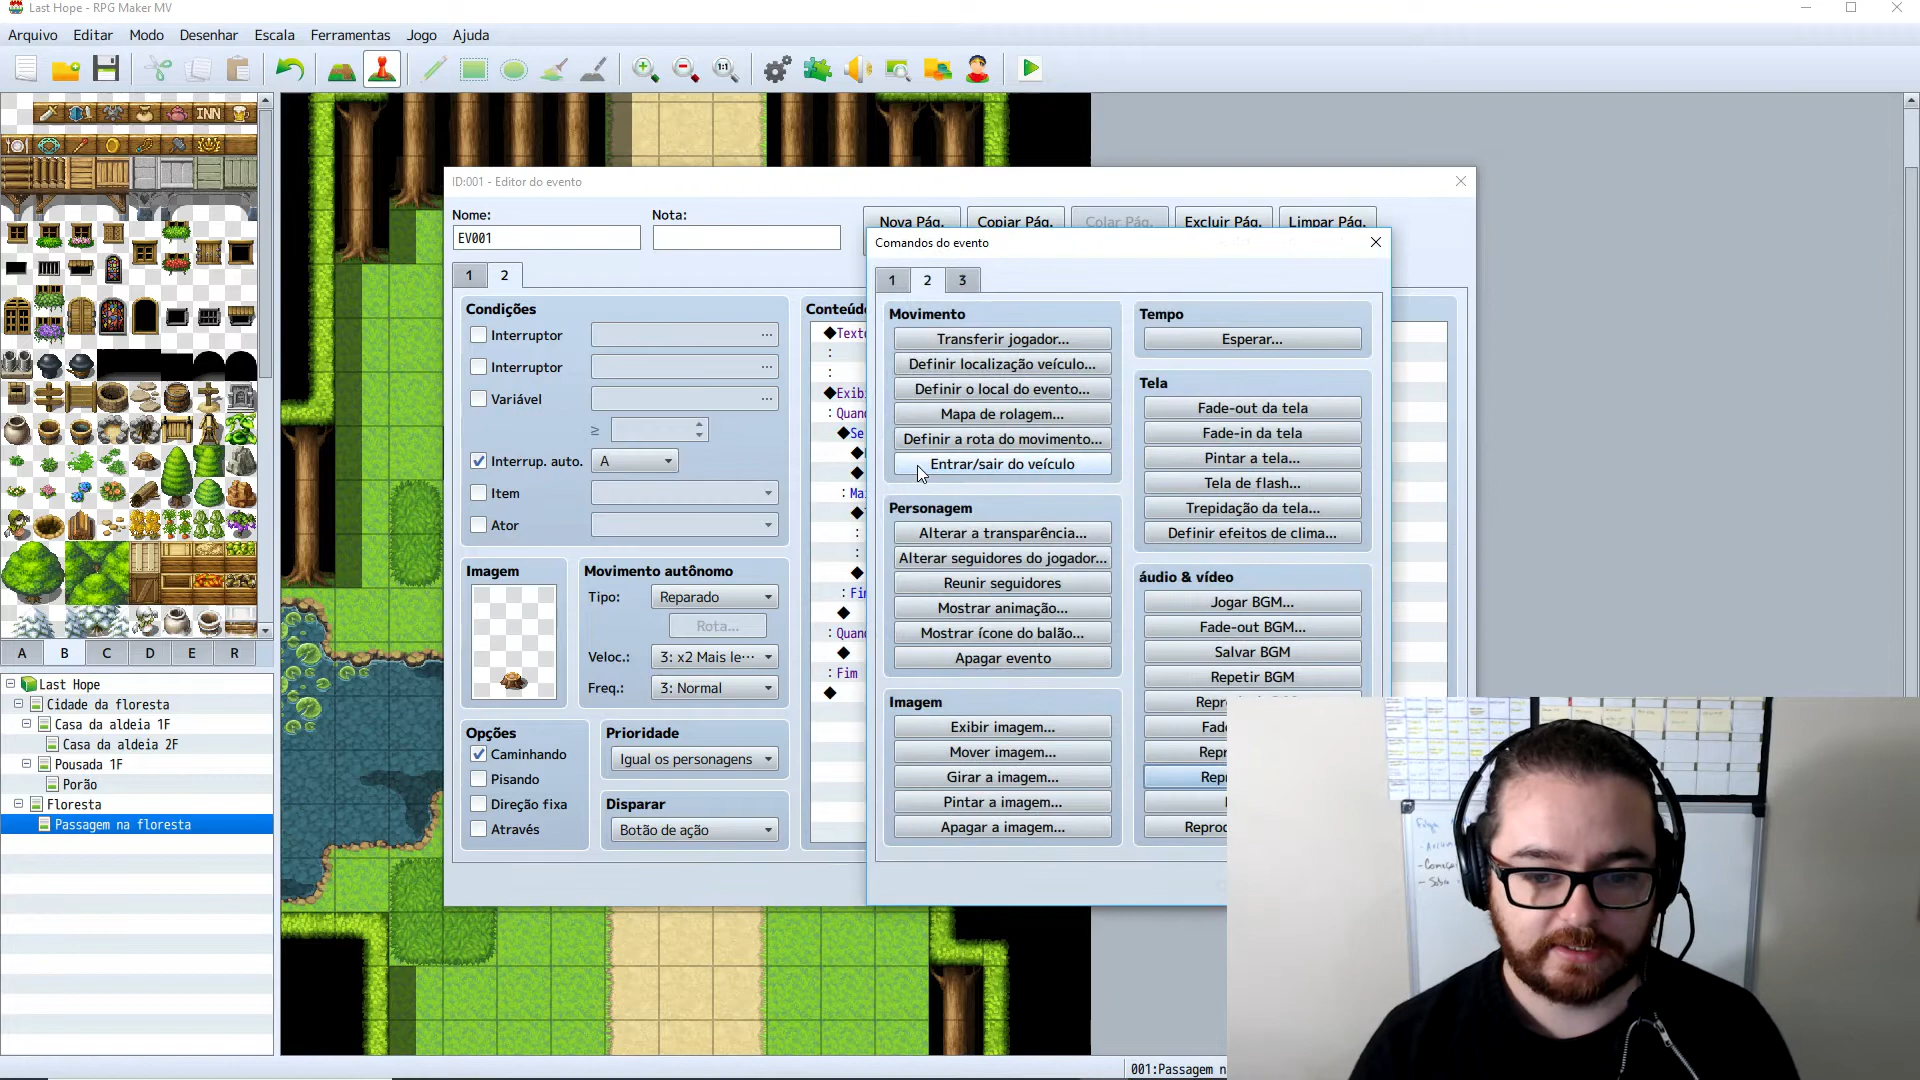 Last Hope - RPG Maker MV
Arquivo Editar Modo Desenhar Escala Ferramentas Jogo Ajuda
1:1
INN
ID:001 - Editor do evento
Nome:
Nota:
EV001
Nova Pág. Copiar Pág. Colar Pág. Excluir Pág. Limpar Pág.
1 2
Condições
Interruptor ...
Interruptor ...
Variável ...
≥
Interrup. auto. A
Item
Ator
Imagem
Movimento autônomo
Tipo: Reparado
Rota...
Veloc.: 3: x2 Mais le···
Freq.: 3: Normal
Opções
Caminhando
Pisando
Direção fixa
Através
Prioridade
Igual os personagens
Disparar
Botão de ação
◆Exib
: Quan
◆Se
: Fim
Comandos do evento
1 2 3
Movimento
Transferir jogador...
Definir localização veículo...
Definir o local do evento...
Mapa de rolagem...
Definir a rota do movimento...
Entrar/sair do veículo
Personagem
Alterar a transparência...
Alterar seguidores do jogador...
Reunir seguidores
Mostrar animação...
Mostrar ícone do balão...
Apagar evento
Imagem
Exibir imagem...
Mover imagem...
Girar a imagem...
Pintar a imagem...
Apagar a imagem...
Tempo
Esperar...
Tela
Fade-out da tela
Fade-in da tela
Pintar a tela...
Tela de flash...
Trepidação da tela...
Definir efeitos de clima...
áudio & vídeo
Jogar BGM...
Fade-out BGM...
Salvar BGM
Repetir BGM
A B C D E R
Last Hope
Cidade da floresta
Casa da aldeia 1F
Casa da aldeia 2F
Pousada 1F
Porão
Floresta
Passagem na floresta
001:Passagem n